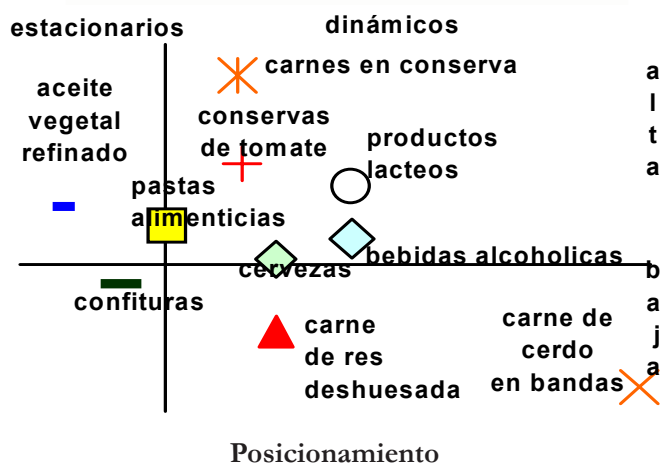 estacionarios
dinámicos
carnes en conserva
aceite
vegetal
refinado
conservas
de tomate
productos
lacteos
pastas
alimenticias
bebidas alcoholicas
cervezas
confituras
carne
de res
deshuesada
carne de
cerdo
en bandas
a
l
t
a
b
a
j
a
Posicionamiento